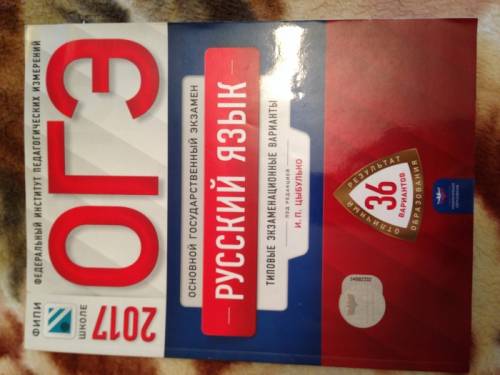 ФИПИ
ШКОЛЕ
ФЕДЕРАЛЬНЫЙ ИНСТИТУТ ПЕДАГОГИЧЕСКИХ ИЗМЕРЕНИЙ
2017
ОГЭ
ОСНОВНОЙ ГОСУДАРСТВЕННЫЙ ЭКЗАМЕН
РУССКИЙ ЯЗЫК
ТИПОВЫЕ ЭКЗАМЕНАЦИОННЫЕ ВАРИАНТЫ
ПОД РЕДАКЦИЕЙ
И. П. ЦЫБУЛЬКО
ОТЛИЧНЫЙ РЕЗУЛЬТАТ ОБРАЗОВАНИЯ
36
ВАРИАНТОВ